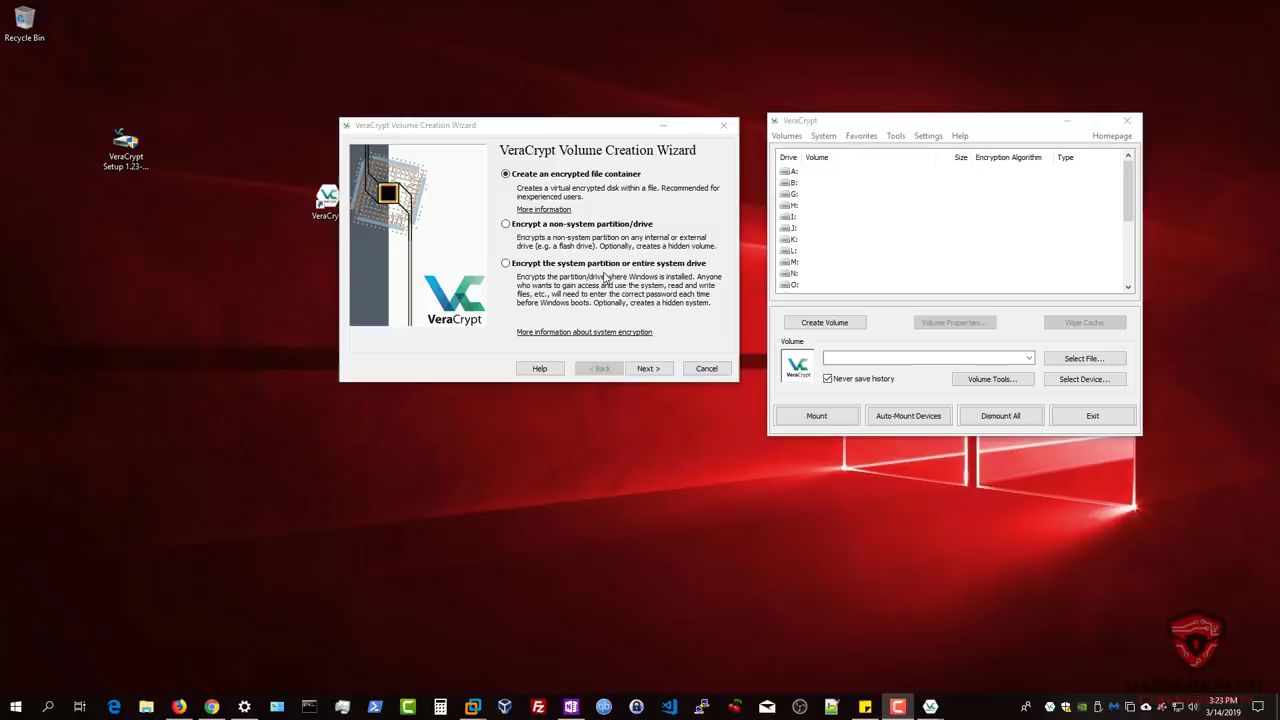 Recycle Bin
VeraCrypt
Setup 1.23-...
VeraCry
VeraCrypt Volume Creation Wizard
VeraCrypt Volume Creation Wizard
Create an encrypted file container
Creates a virtual encrypted disk within a file. Recommended for
inexperienced users.
More information
Encrypt a non-system partition/drive
Encrypts a non-system partition on any internal or external
drive (e.g. a flash drive). Optionally, creates a hidden volume.
Encrypt the system partition or entire system drive
Encrypts the partition/drive where Windows is installed. Anyone
who wants to gain access and use the system, read and write
files, etc., will need to enter the correct password each time
before Windows boots. Optionally, creates a hidden system.
More information about system encryption
VeraCrypt
Help
< Back
Next >
Cancel
VeraCrypt
Volumes System Favorites Tools Settings Help Homepage
Drive Volume Size Encryption Algorithm Type
A:
B:
G:
H:
I:
J:
K:
L:
M:
N:
O:
Create Volume
Volume Properties...
Wipe Cache
Volume
VeraCrypt
Select File...
Never save history
Volume Tools...
Select Device...
Mount
Auto-Mount Devices
Dismount All
Exit
3:23 PM
3/14/2019